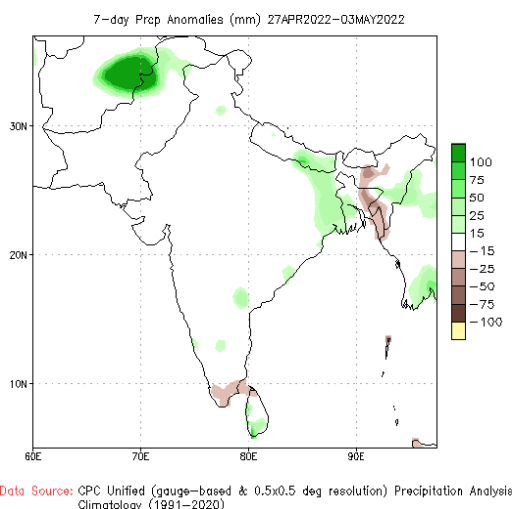 7-day Prcp Anomalies (mm) 27APR2022-03MAY2022
30N
20N
10N
60E 70E 80E 90E
100
75
50
25
15
-15
-25
-50
-75
-100
Data Source: CPC Unified (gauge-based & 0.5x0.5 deg resolution) Precipitation Analysis
Climatology (1991-2020)